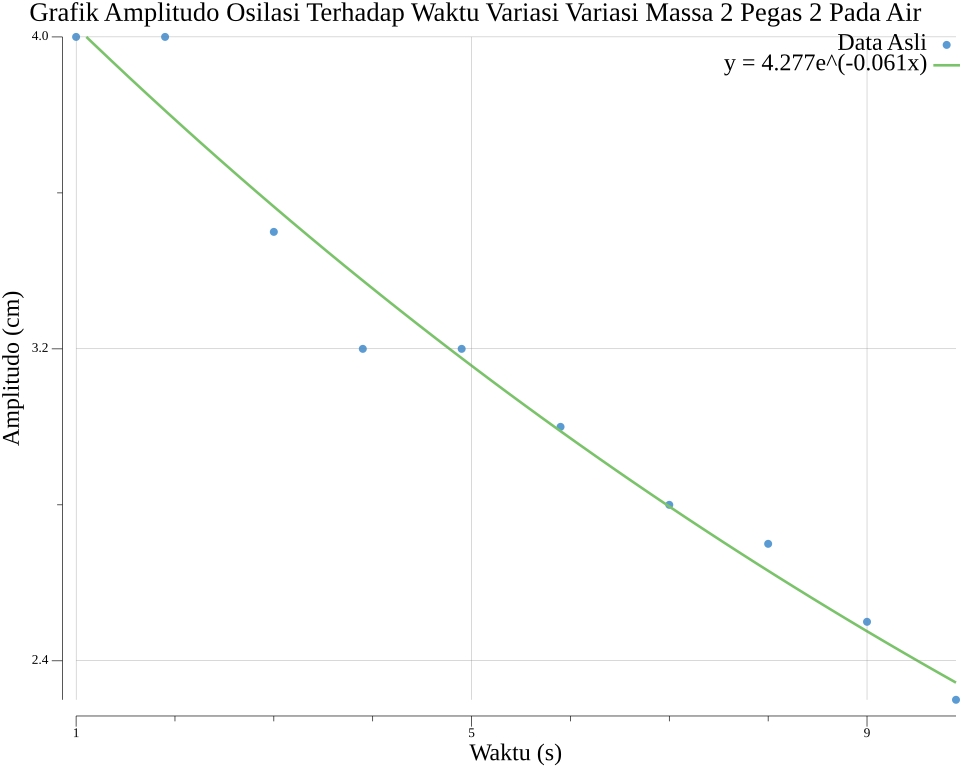 Grafik Amplitudo Osilasi Terhadap Waktu Variasi Variasi Massa 2 Pegas 2 Pada Air
Data Asli
y = 4.277e^(-0.061x)
4.0
3.2
2.4
Amplitudo (cm)
1
5
9
Waktu (s)